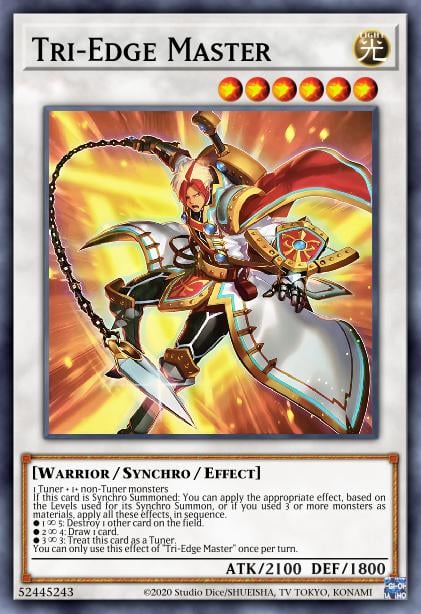 Tri-Edge Master
LIGHT
光
[Warrior / Synchro / Effect]
1 Tuner + 1+ non-Tuner monsters
If this card is Synchro Summoned: You can apply the appropriate effect, based on
the Levels used for its Synchro Summon, or if you used 3 or more monsters as
materials, apply all these effects, in sequence.
● 1 ∞ 5: Destroy 1 other card on the field.
● 2 ∞ 4: Draw 1 card.
● 3 ∞ 3: Treat this card as a Tuner.
You can only use this effect of "Tri-Edge Master" once per turn.
ATK/2100 DEF/1800
52445243 ©2020 Studio Dice/SHUEISHA, TV TOKYO, KONAMI